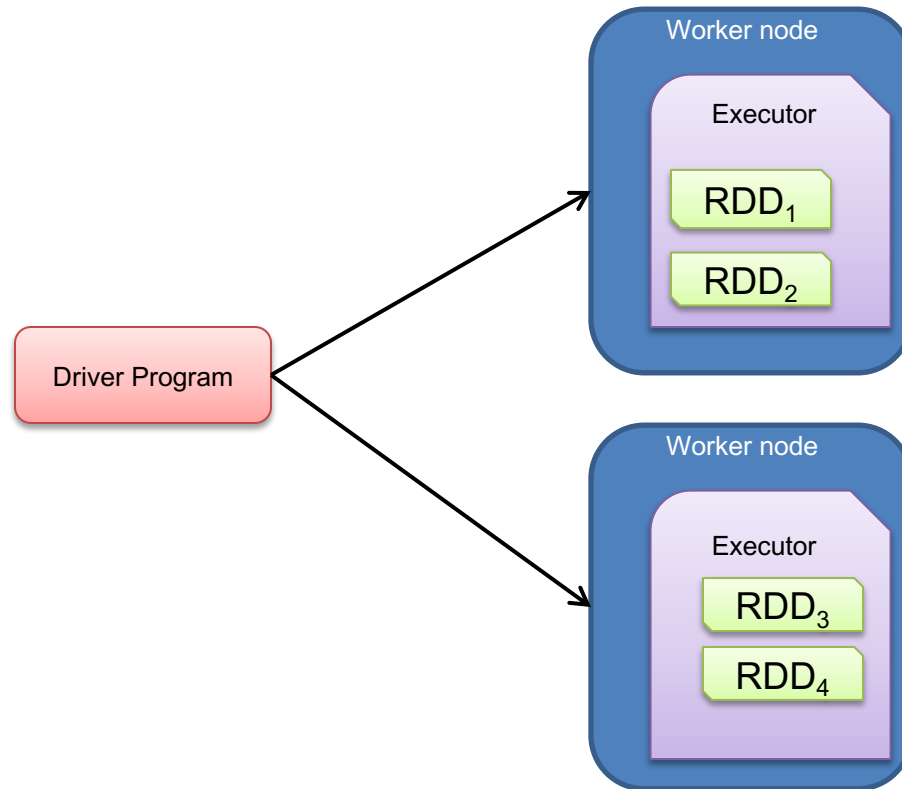 Worker node
Executor
RDD₁
RDD₂
Driver Program
Worker node
Executor
RDD₃
RDD₄